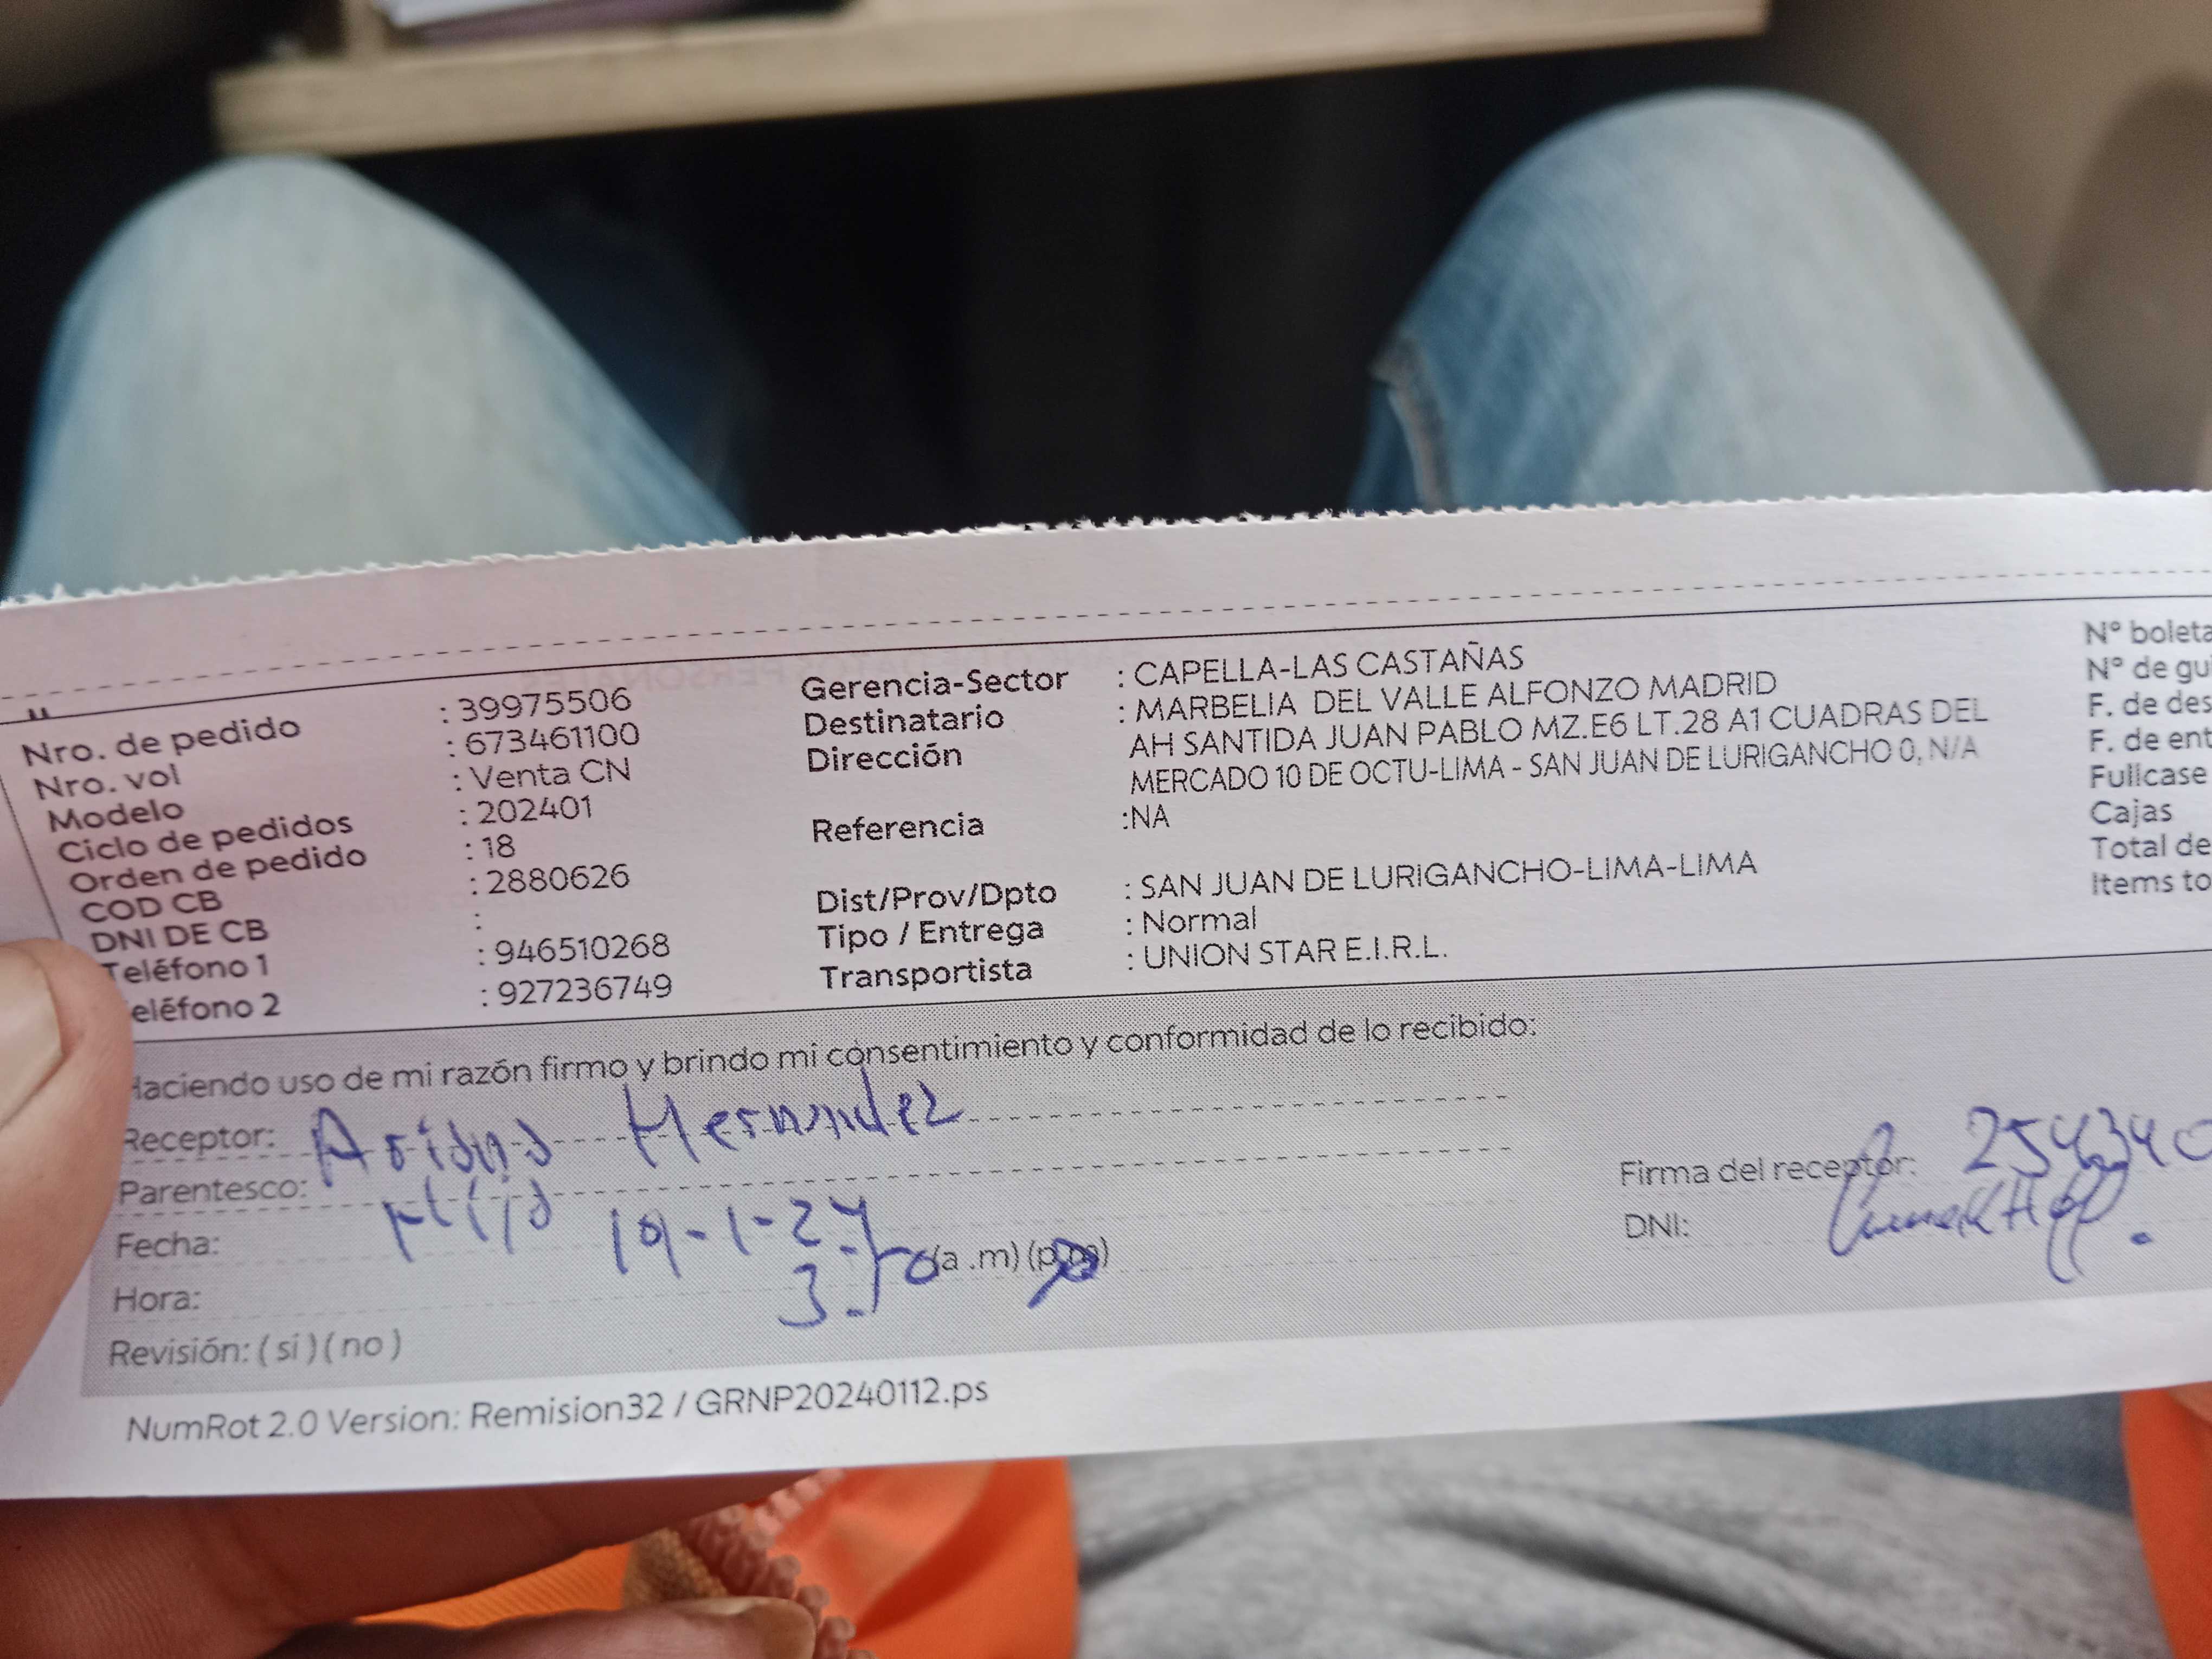 Nro. de pedido : 39975506
Nro. vol : 673461100
Modelo : Venta CN
Ciclo de pedidos : 202401
Orden de pedido : 18
COD CB : 2880626
DNI DE CB :
Teléfono 1 : 946510268
eléfono 2 : 927236749
Gerencia-Sector : CAPELLA-LAS CASTAÑAS
Destinatario : MARBELIA DEL VALLE ALFONZO MADRID
Dirección AH SANTIDA JUAN PABLO MZ.E6 LT.28 A1 CUADRAS DEL
MERCADO 10 DE OCTU-LIMA - SAN JUAN DE LURIGANCHO 0, N/A
Referencia :NA
Dist/Prov/Dpto : SAN JUAN DE LURIGANCHO-LIMA-LIMA
Tipo / Entrega : Normal
Transportista : UNION STAR E.I.R.L.
N° boleta
N° de gu
F. de des
F. de ent
Fullcase
Cajas
Total de
Items to
Haciendo uso de mi razón firmo y brindo mi consentimiento y conformidad de lo recibido:
Receptor: Hernandez
Parentesco:
Fecha: 19-1-24
Hora: (a .m) (p.m)
Revisión: ( si ) ( no )
Firma del receptor:
DNI:
NumRot 2.0 Version: Remision32 / GRNP20240112.ps